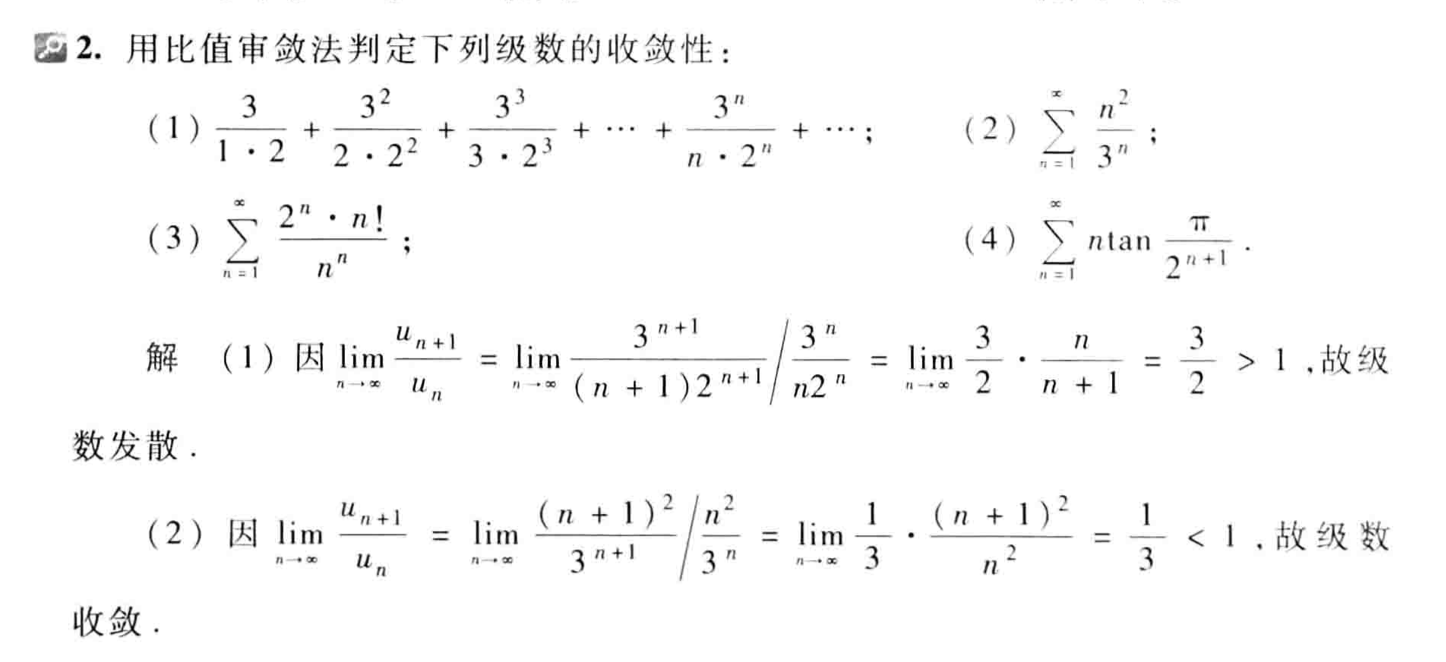 2. 用比值审敛法判定下列级数的收敛性:
(1) $\frac{3}{1 \cdot 2} + \frac{3^2}{2 \cdot 2^2} + \frac{3^3}{3 \cdot 2^3} + \cdots + \frac{3^n}{n \cdot 2^n} + \cdots$; (2) $\sum_{n=1}^{\infty} \frac{n^2}{3^n}$;
(3) $\sum_{n=1}^{\infty} \frac{2^n \cdot n!}{n^n}$; (4) $\sum_{n=1}^{\infty} n\tan \frac{\pi}{2^{n+1}}$.
解 (1) 因 $\lim_{n \to \infty} \frac{u_{n+1}}{u_n} = \lim_{n \to \infty} \frac{3^{n+1}}{(n+1)2^{n+1}} \Big/ \frac{3^n}{n2^n} = \lim_{n \to \infty} \frac{3}{2} \cdot \frac{n}{n+1} = \frac{3}{2} > 1$,故级
数发散.
(2) 因 $\lim_{n \to \infty} \frac{u_{n+1}}{u_n} = \lim_{n \to \infty} \frac{(n+1)^2}{3^{n+1}} \Big/ \frac{n^2}{3^n} = \lim_{n \to \infty} \frac{1}{3} \cdot \frac{(n+1)^2}{n^2} = \frac{1}{3} < 1$,故级数
收敛.